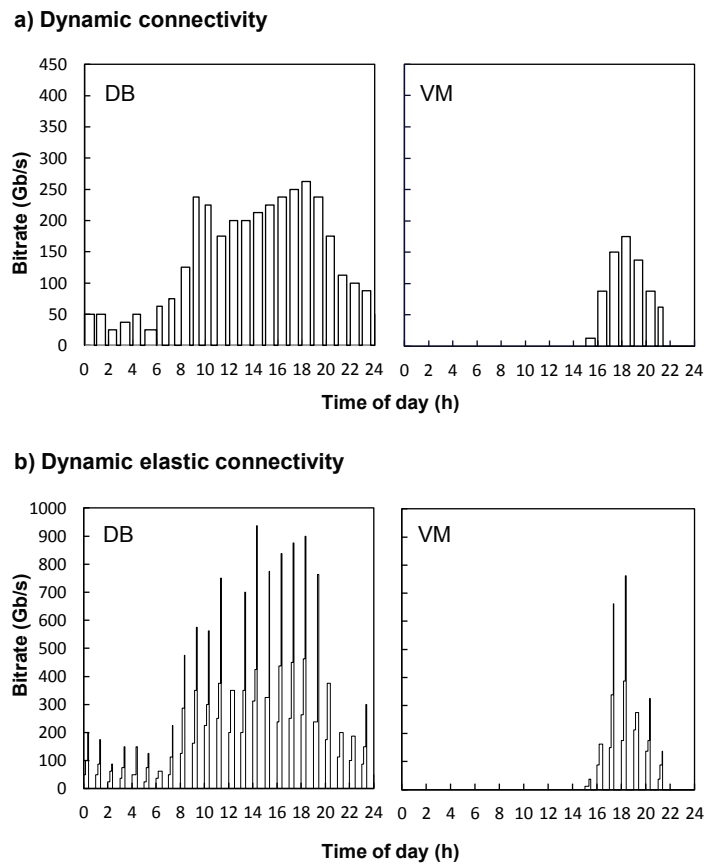 a) Dynamic connectivity
450
400
350
300
250
200
150
100
50
0
Bitrate (Gb/s)
DB
VM
0 2 4 6 8 10 12 14 16 18 20 22 24
0 2 4 6 8 10 12 14 16 18 20 22 24
Time of day (h)
b) Dynamic elastic connectivity
1000
900
800
700
600
500
400
300
200
100
0
Bitrate (Gb/s)
DB
VM
0 2 4 6 8 10 12 14 16 18 20 22 24
0 2 4 6 8 10 12 14 16 18 20 22 24
Time of day (h)